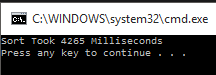 C:\WINDOWS\system32\cmd.exe
Sort Took 4265 Milliseconds
Press any key to continue . . .